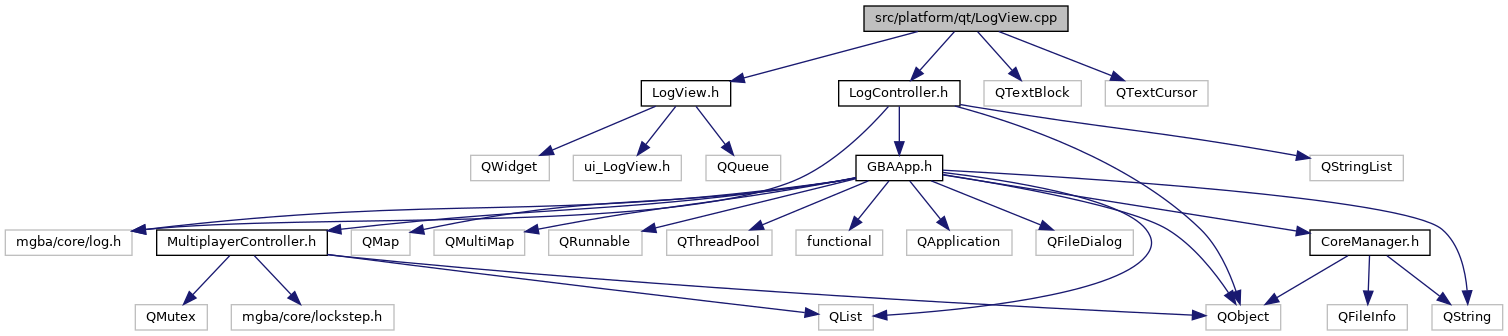 src/platform/qt/LogView.cpp
LogView.h
LogController.h
QTextBlock
QTextCursor
QWidget
ui_LogView.h
QQueue
GBAApp.h
QStringList
mgba/core/log.h
MultiplayerController.h
QMap
QMultiMap
QRunnable
QThreadPool
functional
QApplication
QFileDialog
CoreManager.h
QMutex
mgba/core/lockstep.h
QList
QObject
QFileInfo
QString